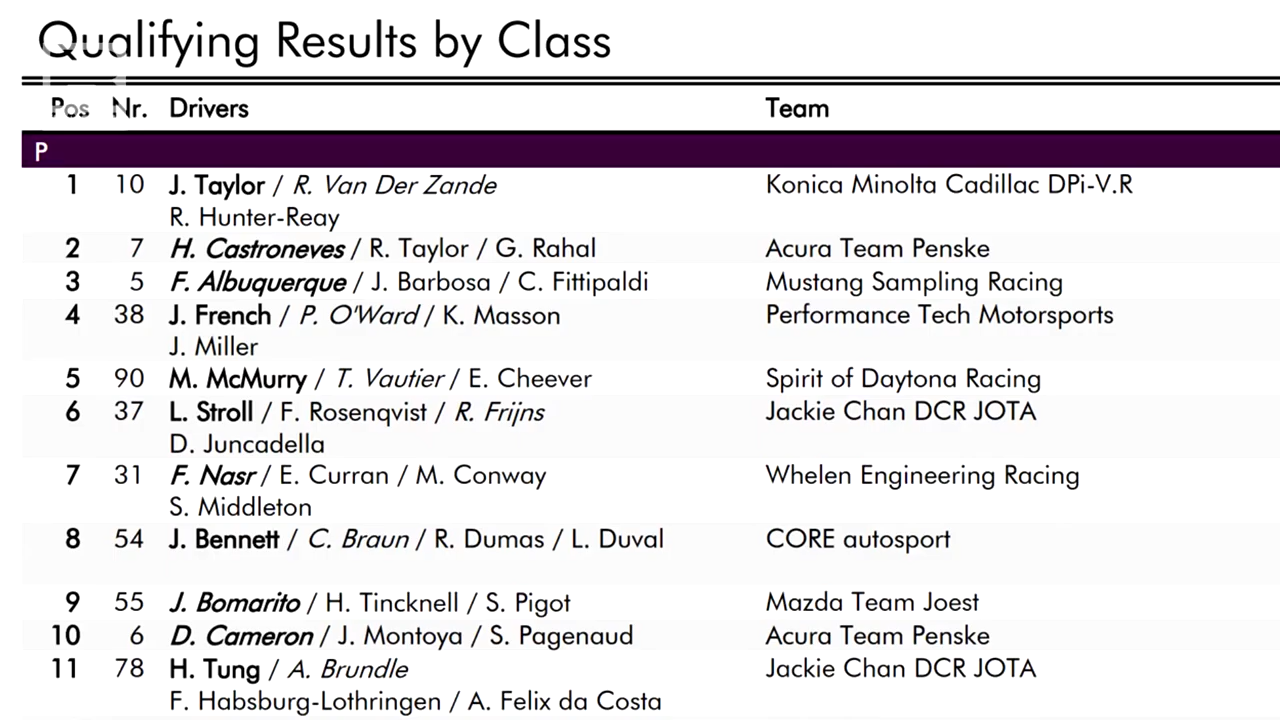 Qualifying Results by Class
Pos Nr. Drivers Team
P
1 10 J. Taylor / R. Van Der Zande Konica Minolta Cadillac DPi-V.R
R. Hunter-Reay
2 7 H. Castroneves / R. Taylor / G. Rahal Acura Team Penske
3 5 F. Albuquerque / J. Barbosa / C. Fittipaldi Mustang Sampling Racing
4 38 J. French / P. O'Ward / K. Masson Performance Tech Motorsports
J. Miller
5 90 M. McMurry / T. Vautier / E. Cheever Spirit of Daytona Racing
6 37 L. Stroll / F. Rosenqvist / R. Frijns Jackie Chan DCR JOTA
D. Juncadella
7 31 F. Nasr / E. Curran / M. Conway Whelen Engineering Racing
S. Middleton
8 54 J. Bennett / C. Braun / R. Dumas / L. Duval CORE autosport
9 55 J. Bomarito / H. Tincknell / S. Pigot Mazda Team Joest
10 6 D. Cameron / J. Montoya / S. Pagenaud Acura Team Penske
11 78 H. Tung / A. Brundle Jackie Chan DCR JOTA
F. Habsburg-Lothringen / A. Felix da Costa